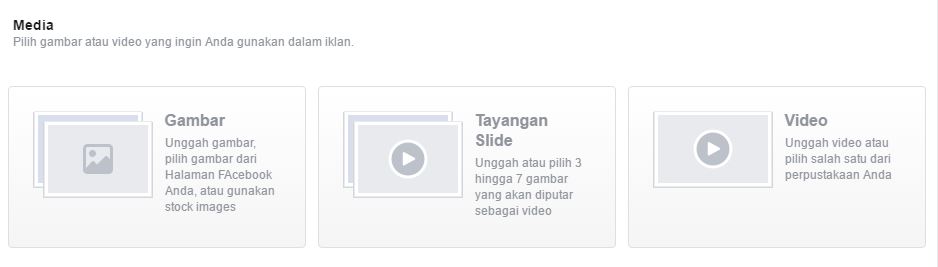 Media
Pilih gambar atau video yang ingin Anda gunakan dalam iklan.
Gambar
Unggah gambar,
pilih gambar dari
Halaman FAcebook
Anda, atau gunakan
stock images
Tayangan
Slide
Unggah atau pilih 3
hingga 7 gambar
yang akan diputar
sebagai video
Video
Unggah video atau
pilih salah satu dari
perpustakaan Anda